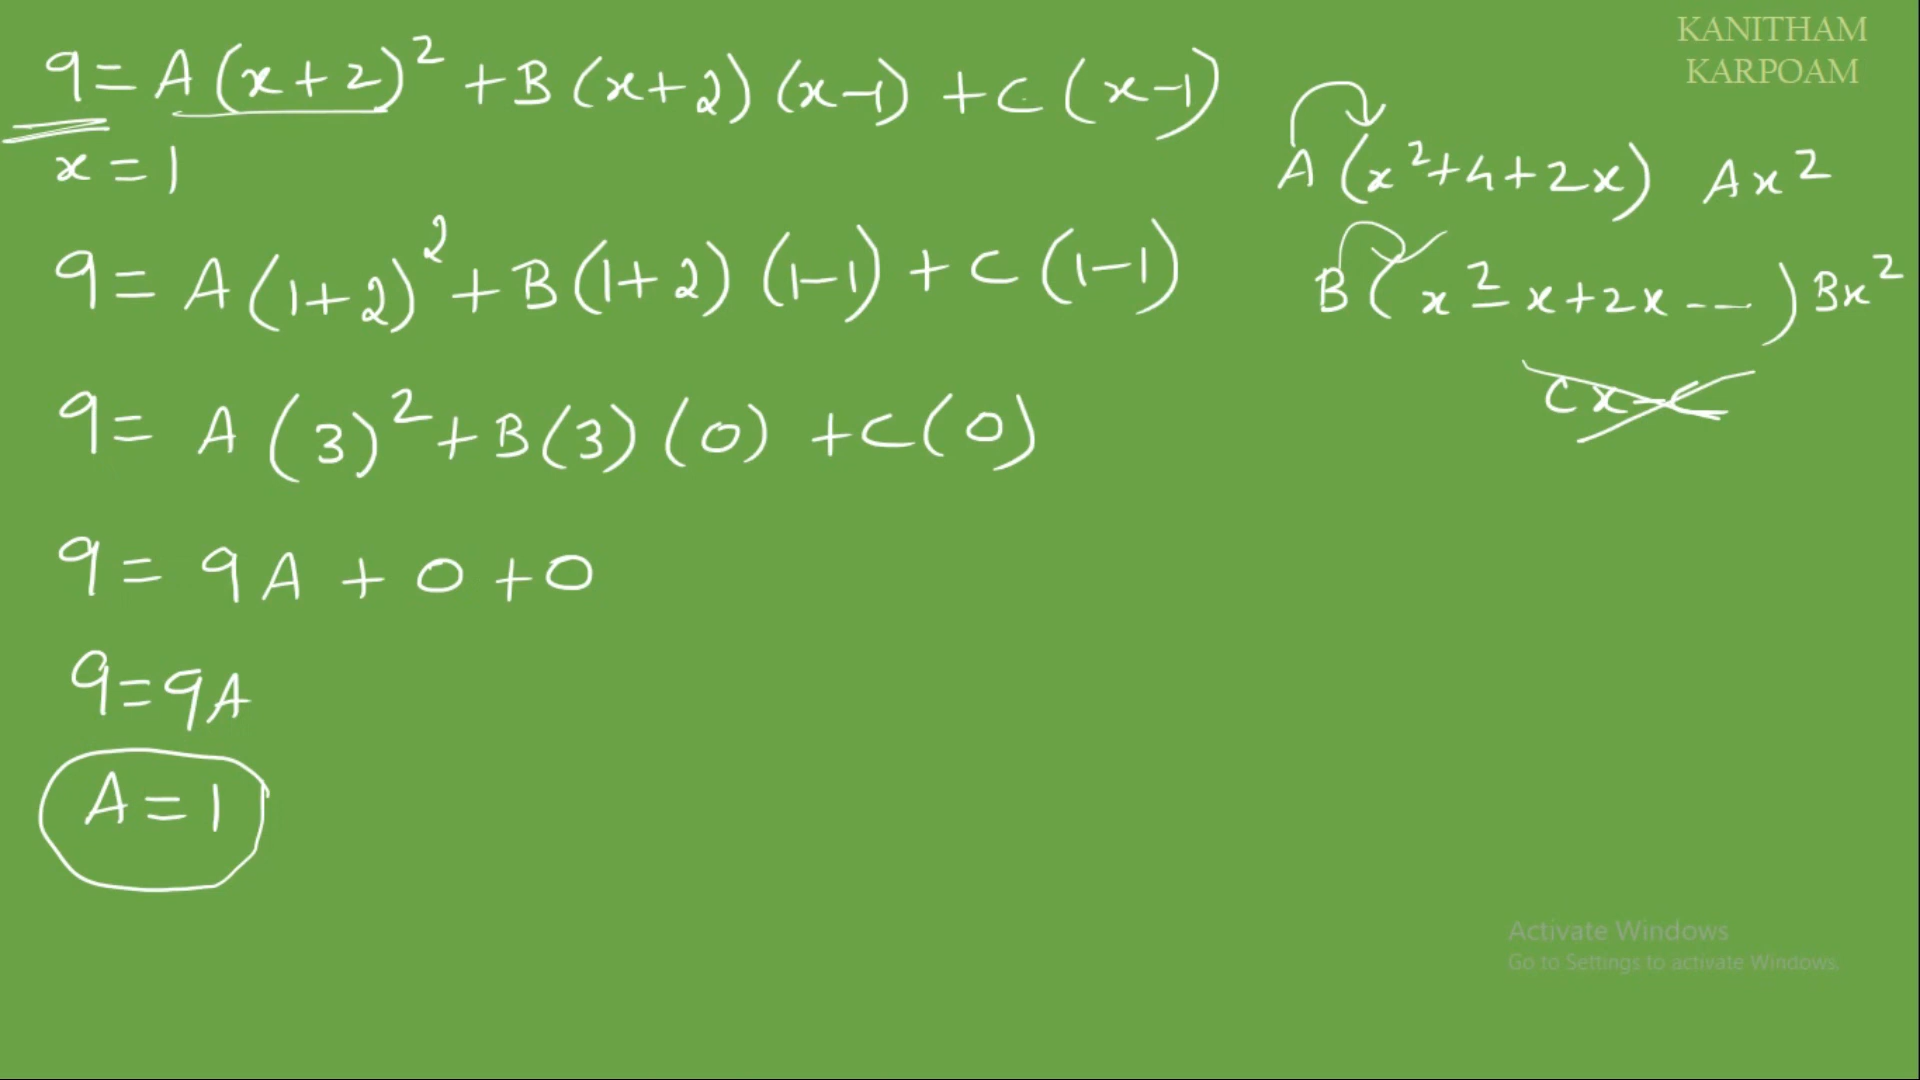 KANITHAM
KARPOAM
9 = A(x+2)² + B(x+2)(x-1) + C(x-1)
x = 1
9 = A(1+2)² + B(1+2)(1-1) + C(1-1)
9 = A(3)² + B(3)(0) + C(0)
9 = 9A + 0 + 0
9 = 9A
A = 1
A(x²+4+2x) Ax²
B(x²-x+2x---) Bx²
Cx-C
Activate Windows
Go to Settings to activate Windows.